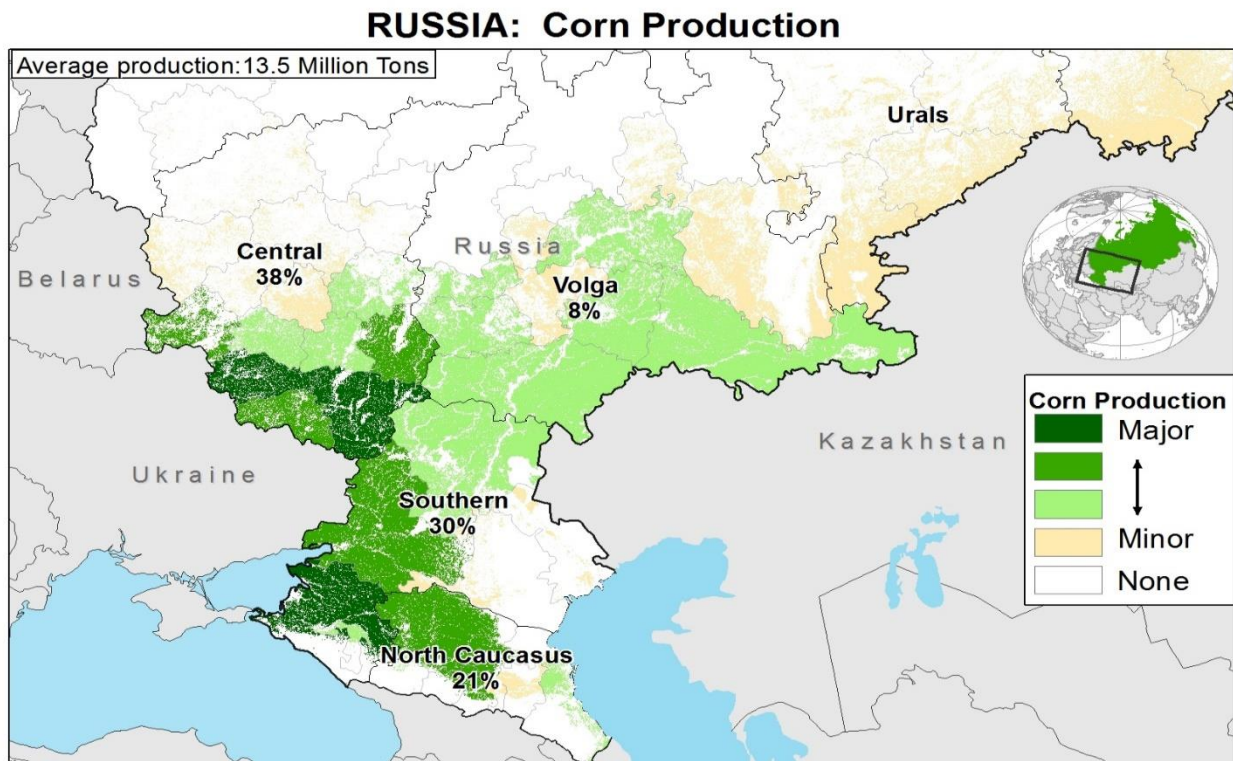 RUSSIA: Corn Production
Average production:13.5 Million Tons
Urals
Central
38%
Russia
Belarus
Volga
8%
Ukraine
Kazakhstan
Southern
30%
North Caucasus
21%
Corn Production
Major
Minor
None